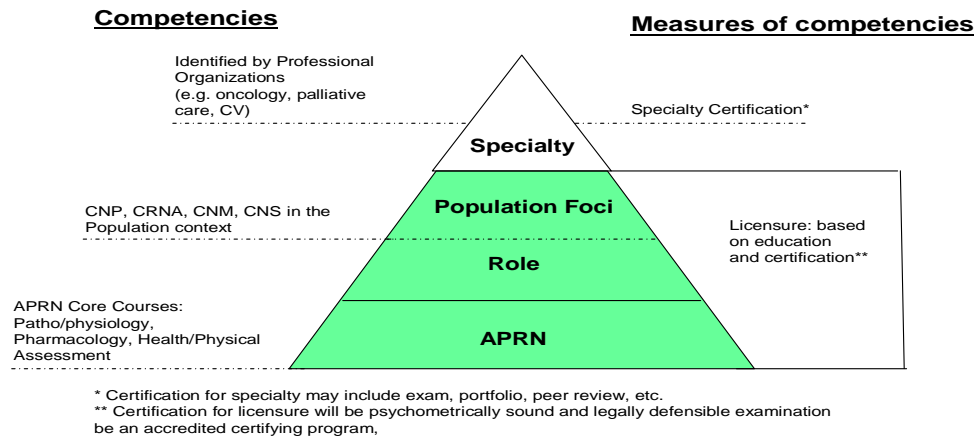 Competencies
Measures of competencies
Identified by Professional
Organizations
(e.g. oncology, palliative
care, CV)
Specialty Certification*
Specialty
CNP, CRNA, CNM, CNS in the
Population context
Population Foci
Licensure: based
on education
and certification**
Role
APRN Core Courses:
Patho/physiology,
Pharmacology, Health/Physical
Assessment
APRN
* Certification for specialty may include exam, portfolio, peer review, etc.
** Certification for licensure will be psychometrically sound and legally defensible examination
be an accredited certifying program,